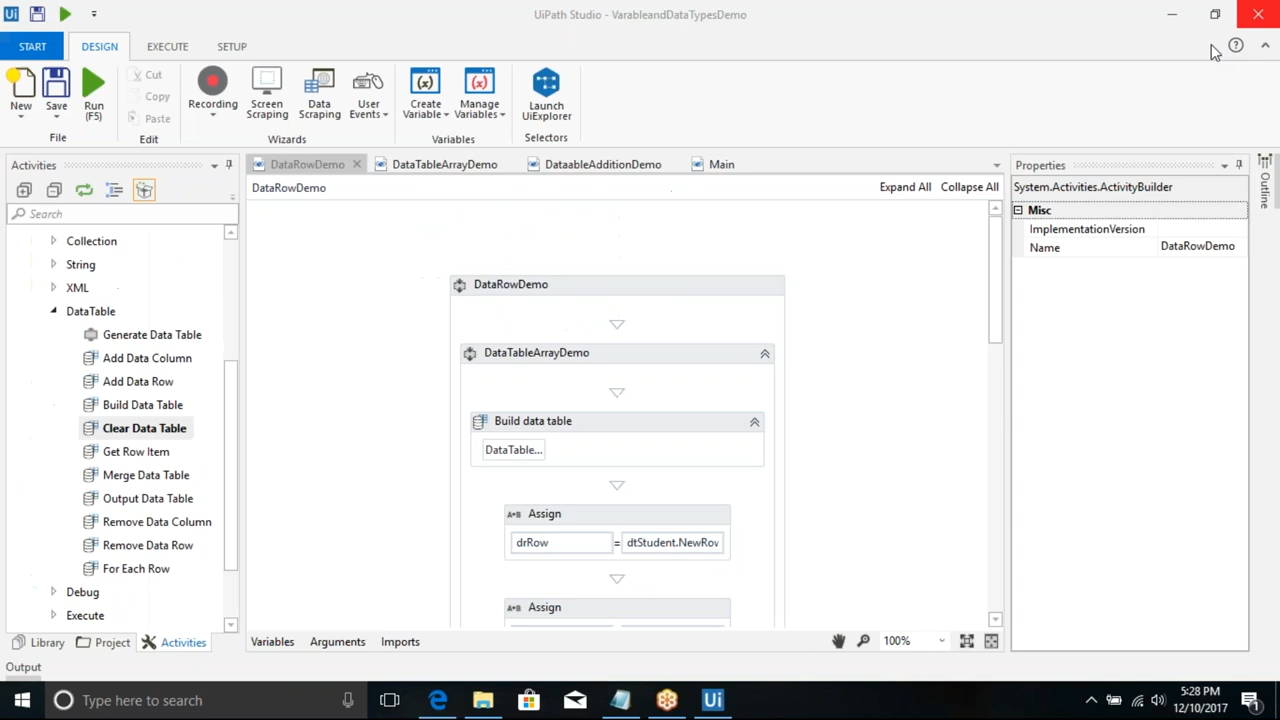 UiPath Studio - VarableandDataTypesDemo
START
DESIGN
EXECUTE
SETUP
New
Save
Run
(F5)
File
Cut
Copy
Paste
Edit
Recording
Screen
Scraping
Data
Scraping
User
Events
Wizards
Create
Variable
Manage
Variables
Variables
Launch
UiExplorer
Selectors
Activities
Search
Collection
String
XML
DataTable
Generate Data Table
Add Data Column
Add Data Row
Build Data Table
Clear Data Table
Get Row Item
Merge Data Table
Output Data Table
Remove Data Column
Remove Data Row
For Each Row
Debug
Execute
Library
Project
Activities
Output
DataRowDemo
DataTableArrayDemo
DataableAdditionDemo
Main
DataRowDemo
Expand All
Collapse All
DataRowDemo
DataTableArrayDemo
Build data table
DataTable...
A+B Assign
drRow = dtStudent.NewRov
A+B Assign
Variables
Arguments
Imports
100%
Properties
System.Activities.ActivityBuilder
Misc
ImplementationVersion
Name DataRowDemo
Outline
Type here to search
5:28 PM
12/10/2017
1